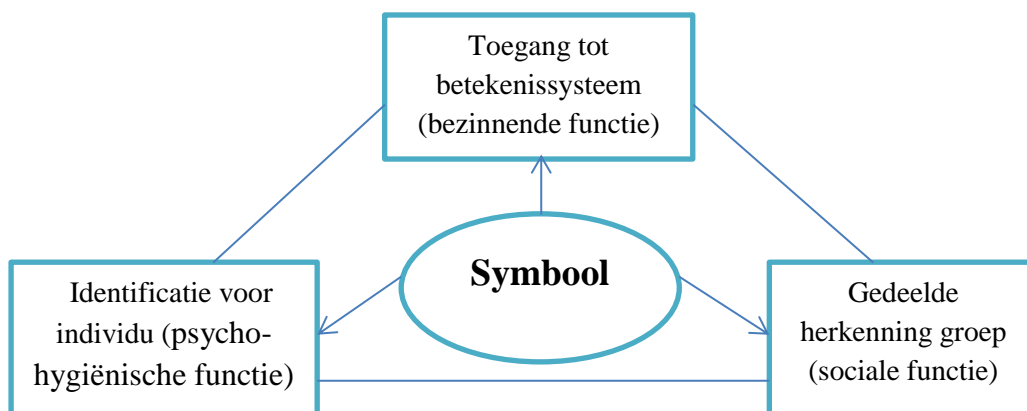 Toegang tot
betekenissysteem
(bezinnende functie)
Symbool
Identificatie voor
individu (psycho-
hygiënische functie)
Gedeelde
herkenning groep
(sociale functie)